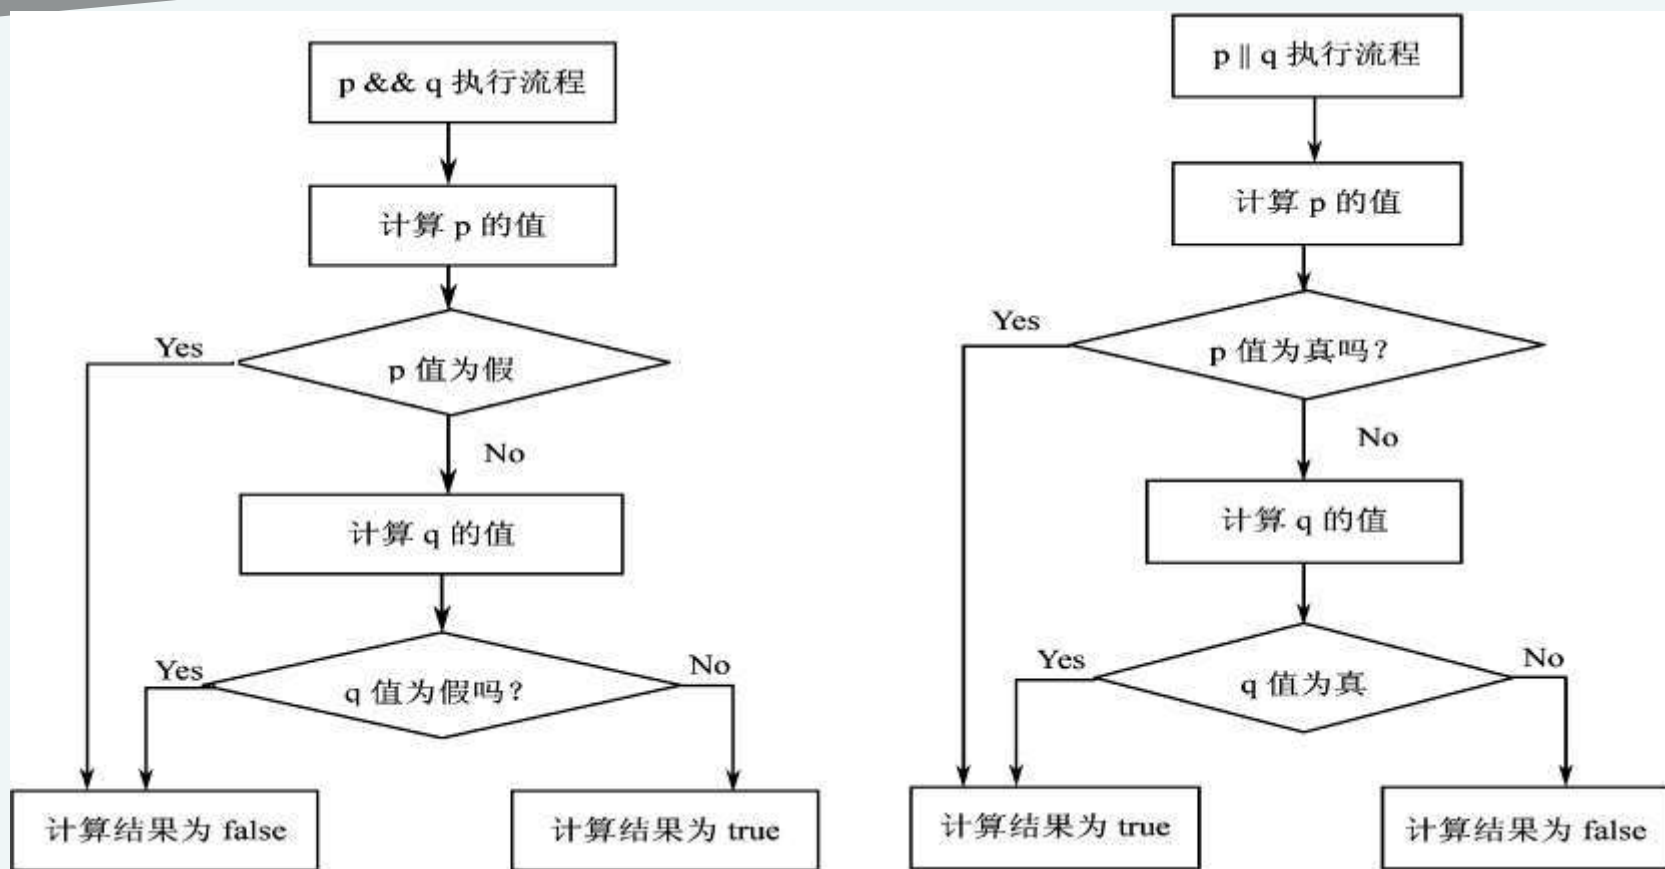 p && q 执行流程
计算 p 的值
Yes
p 值为假
No
计算 q 的值
Yes
q 值为假吗?
No
计算结果为 false
计算结果为 true
p || q 执行流程
计算 p 的值
Yes
p 值为真吗?
No
计算 q 的值
Yes
q 值为真
No
计算结果为 true
计算结果为 false